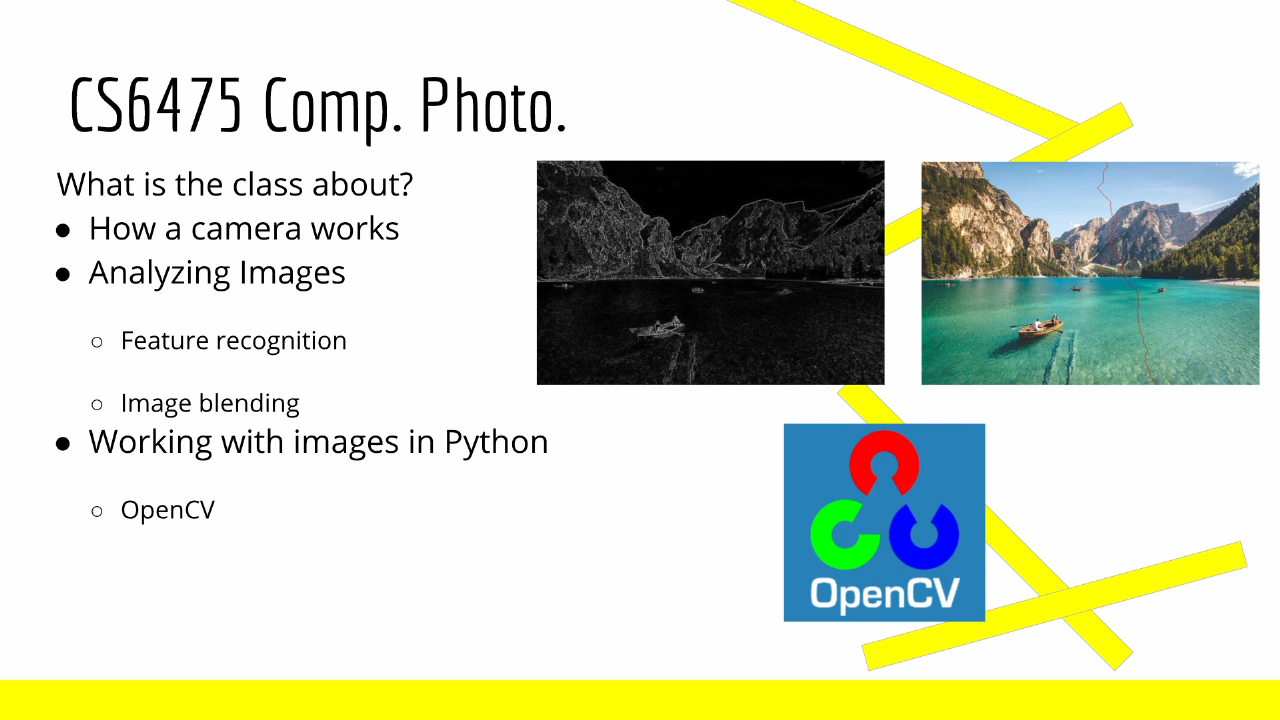 CS6475 Comp. Photo.
What is the class about?
● How a camera works
● Analyzing Images
○ Feature recognition
○ Image blending
● Working with images in Python
○ OpenCV
OpenCV